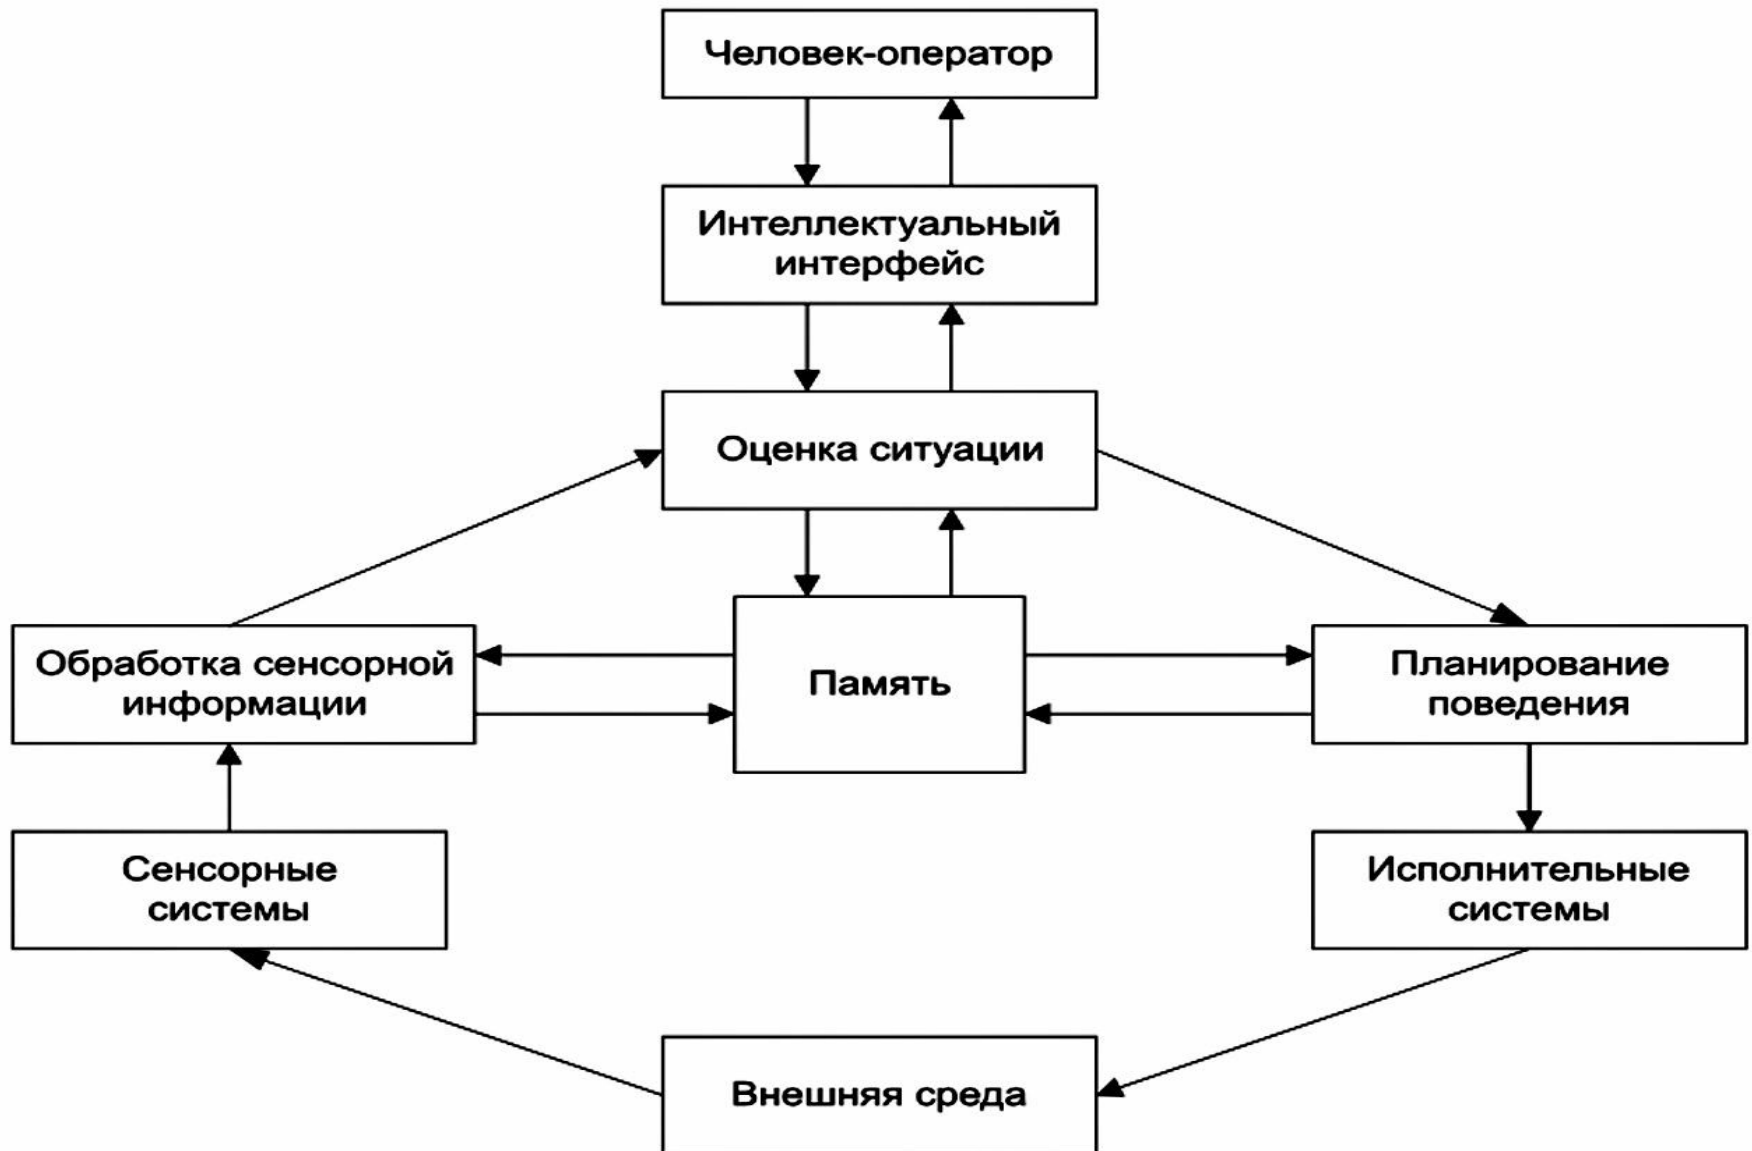 Человек-оператор
Интеллектуальный
интерфейс
Оценка ситуации
Обработка сенсорной
информации
Память
Планирование
поведения
Сенсорные
системы
Исполнительные
системы
Внешняя среда